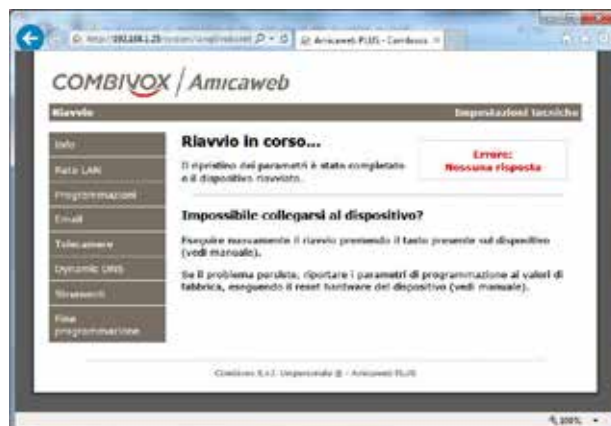 Amicaweb PLUS - Combivox
COMBIVOX / Amicaweb
Riavvio
Impostazioni tecniche
Info
Rete LAN
Programmazioni
Email
Telecamere
Dynamic DNS
Strumenti
Fine
programmazione
Riavvio in corso...
Il ripristino dei parametri è stato completato
e il dispositivo riavviato.
Errore:
Nessuna risposta
Impossibile collegarsi al dispositivo?
Eseguire nuovamente il riavvio premendo il tasto presente sul dispositivo
(vedi manuale).
Se il problema persiste, riportare i parametri di programmazione ai valori di
fabbrica, eseguendo il reset hardware del dispositivo (vedi manuale).
Combivox S.r.l. Unipersonale @ - Amicaweb PLUS
100%